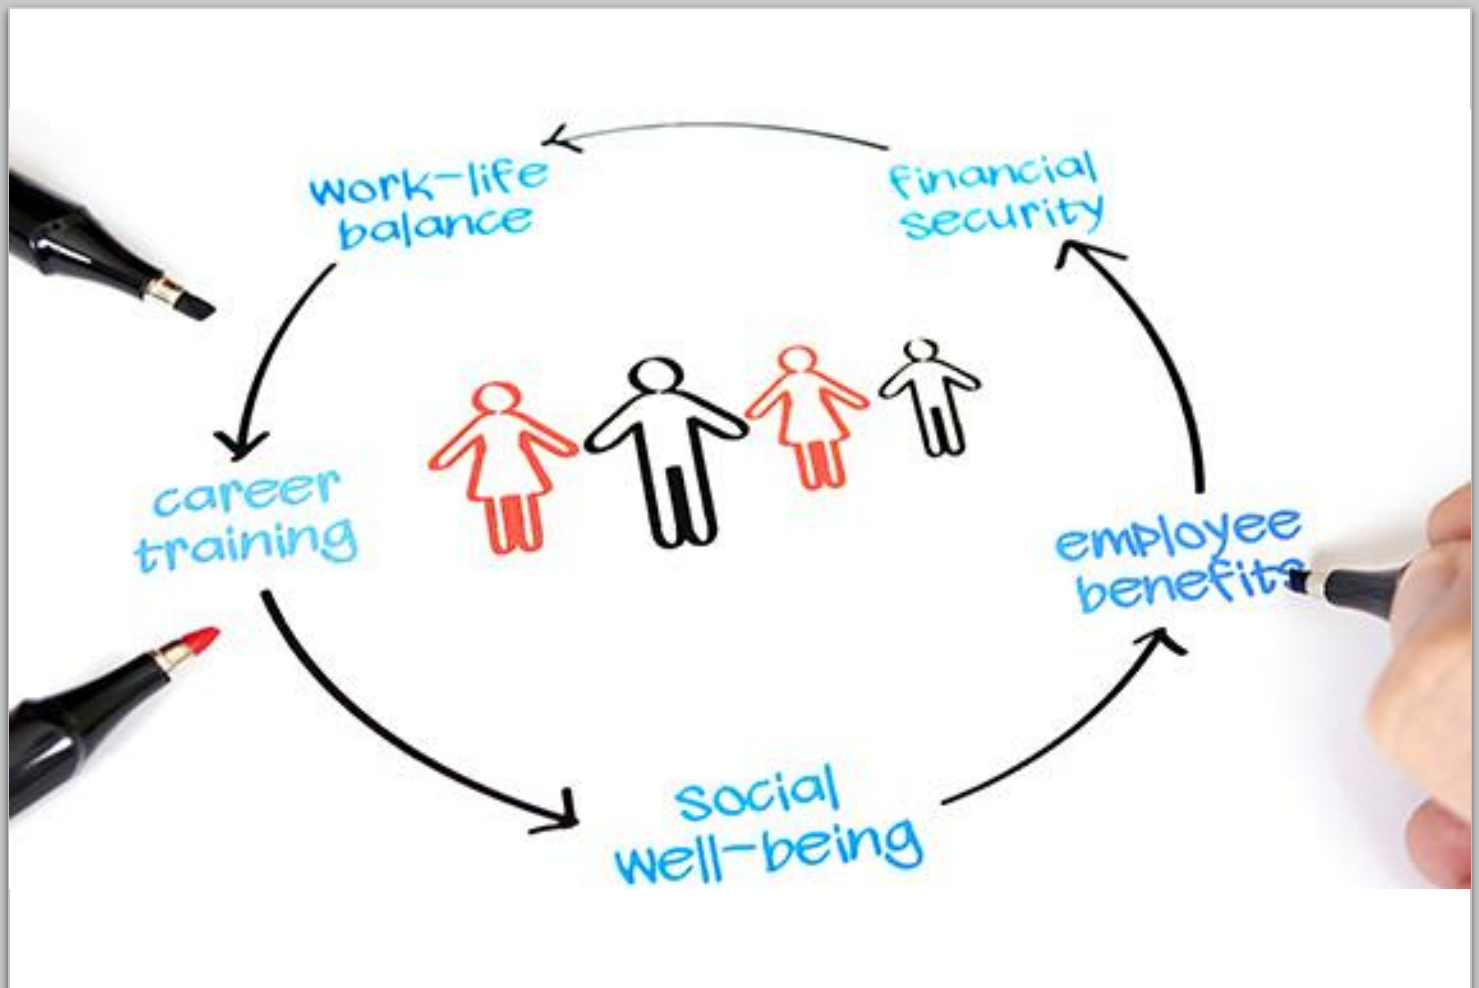 work-life
balance
financial
security
career
training
employee
benefits
social
well-being